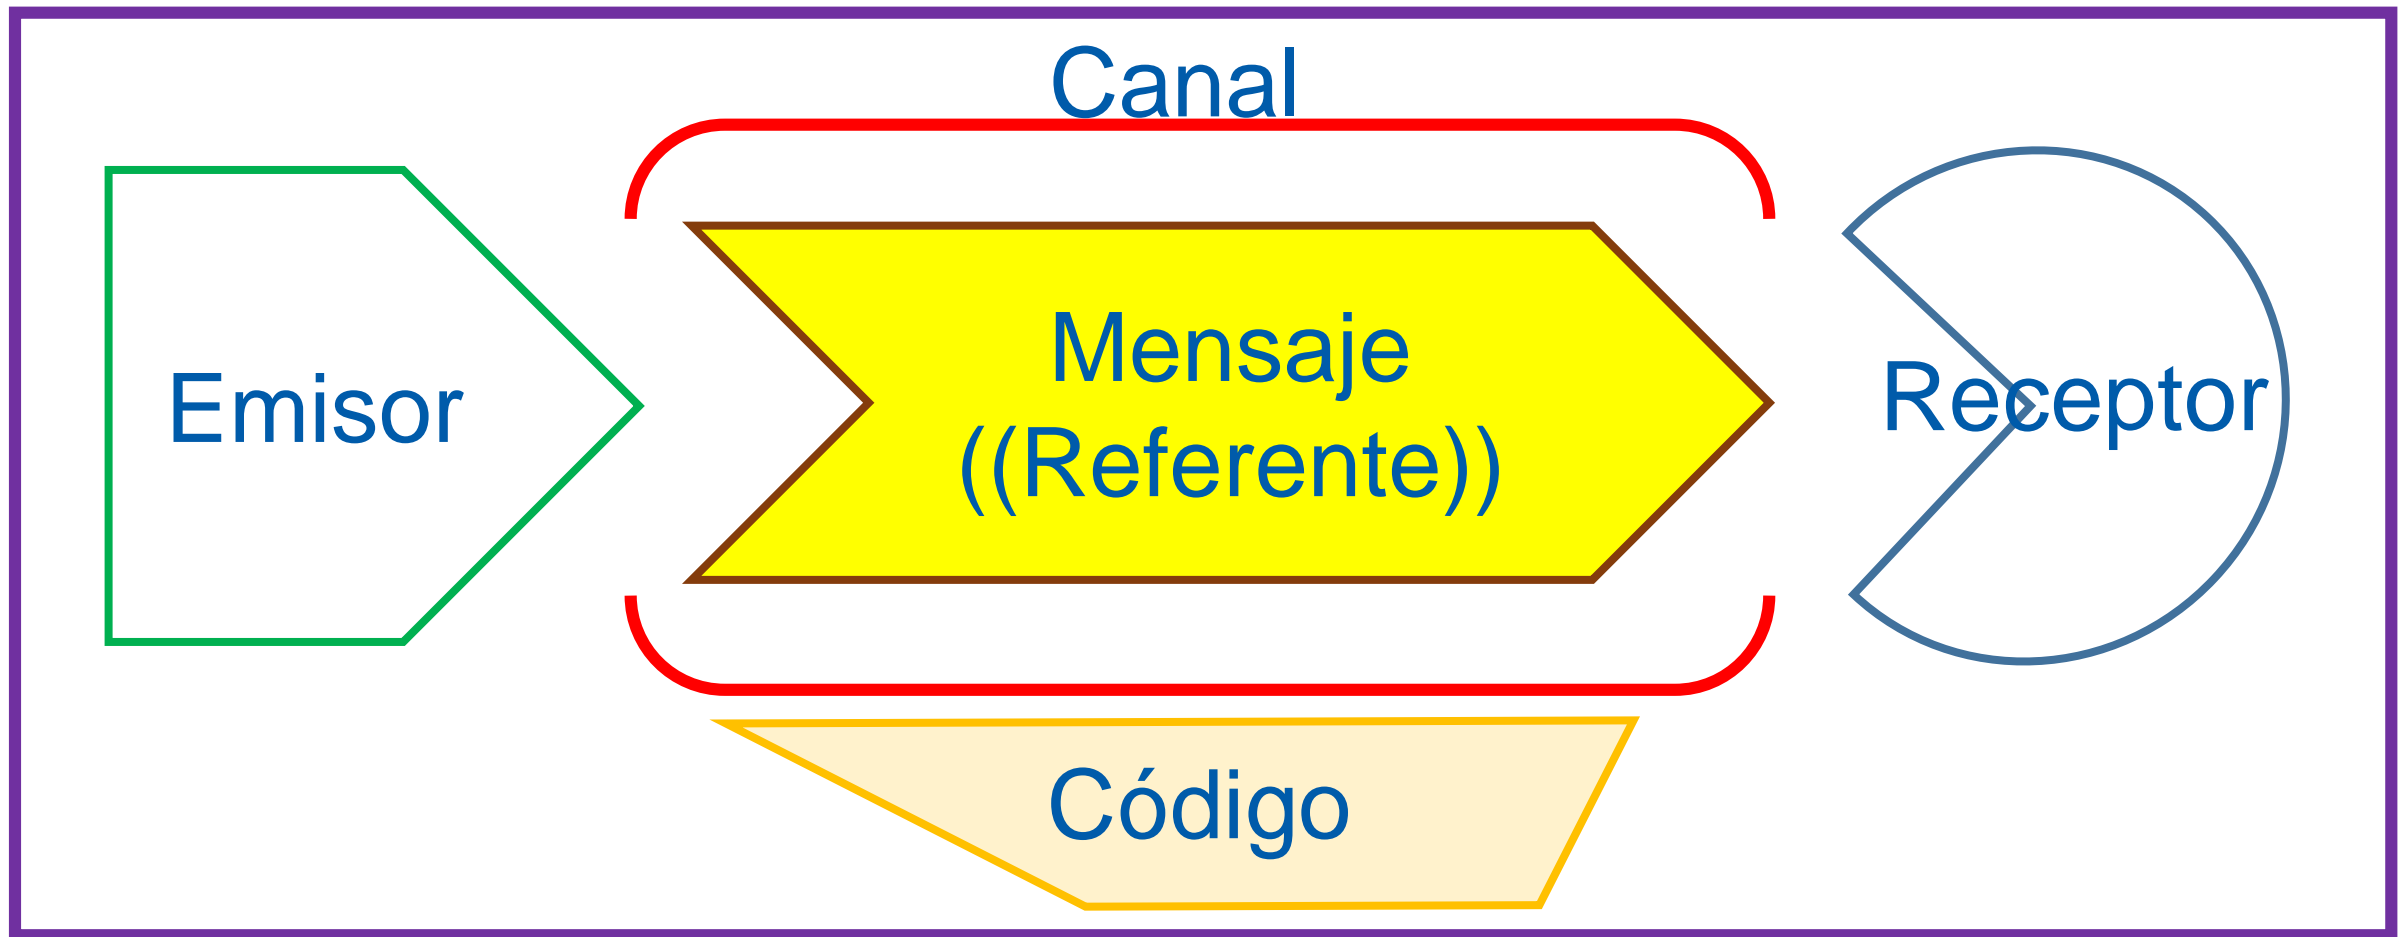 Canal
Emisor
Mensaje
((Referente))
Receptor
Código